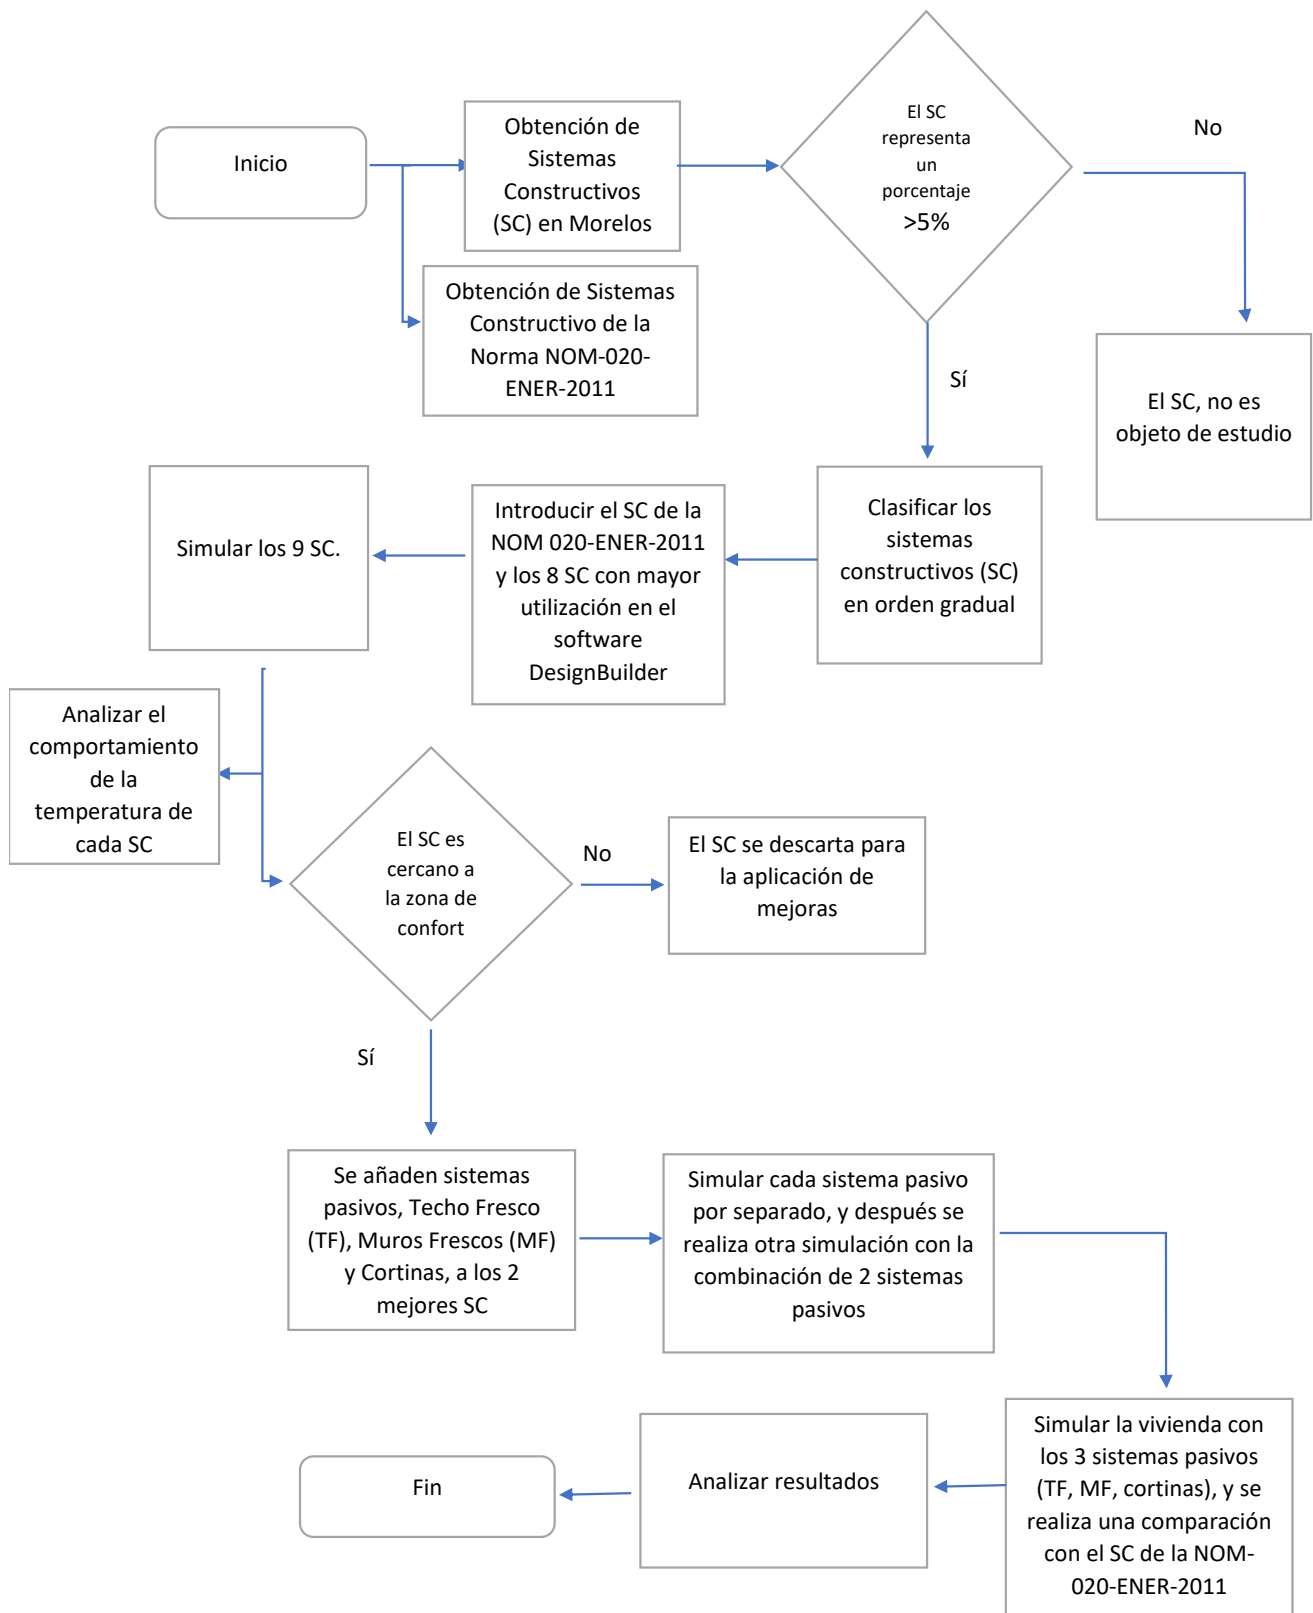 Inicio
Obtención de
Sistemas
Constructivos
(SC) en Morelos
El SC
representa
un
porcentaje
>5%
No
Obtención de Sistemas
Constructivo de la
Norma NOM-020-
ENER-2011
Sí
El SC, no es
objeto de estudio
Clasificar los
sistemas
constructivos (SC)
en orden gradual
Introducir el SC de la
NOM 020-ENER-2011
y los 8 SC con mayor
utilización en el
software
DesignBuilder
Simular los 9 SC.
Analizar el
comportamiento
de la
temperatura de
cada SC
El SC es
cercano a
la zona de
confort
No
El SC se descarta para
la aplicación de
mejoras
Sí
Se añaden sistemas
pasivos, Techo Fresco
(TF), Muros Frescos (MF)
y Cortinas, a los 2
mejores SC
Simular cada sistema pasivo
por separado, y después se
realiza otra simulación con la
combinación de 2 sistemas
pasivos
Simular la vivienda con
los 3 sistemas pasivos
(TF, MF, cortinas), y se
realiza una comparación
con el SC de la NOM-
020-ENER-2011
Analizar resultados
Fin